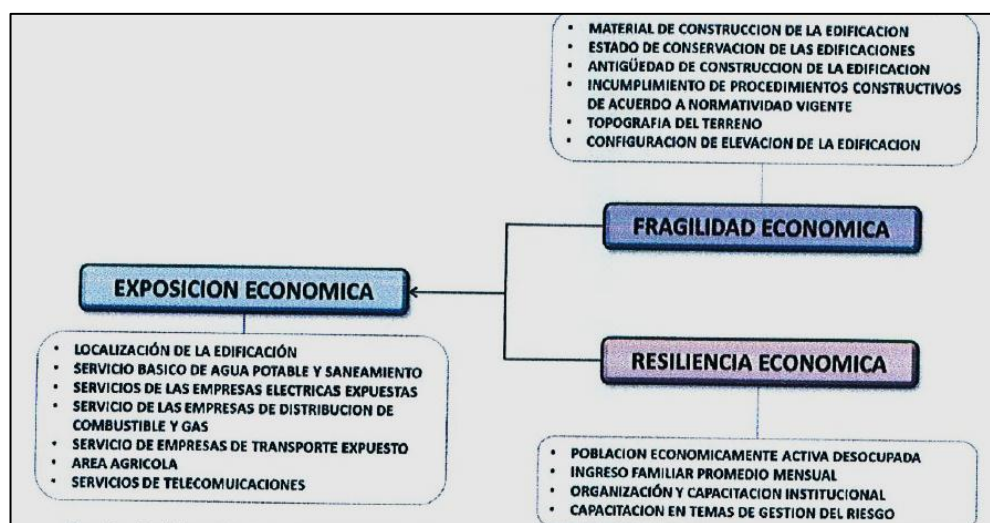 • MATERIAL DE CONSTRUCCION DE LA EDIFICACION
• ESTADO DE CONSERVACION DE LAS EDIFICACIONES
• ANTIGÜEDAD DE CONSTRUCCION DE LA EDIFICACION
• INCUMPLIMIENTO DE PROCEDIMIENTOS CONSTRUCTIVOS
DE ACUERDO A NORMATIVIDAD VIGENTE
• TOPOGRAFIA DEL TERRENO
• CONFIGURACION DE ELEVACION DE LA EDIFICACION
FRAGILIDAD ECONOMICA
EXPOSICION ECONOMICA
• LOCALIZACIÓN DE LA EDIFICACIÓN
• SERVICIO BASICO DE AGUA POTABLE Y SANEAMIENTO
• SERVICIOS DE LAS EMPRESAS ELECTRICAS EXPUESTAS
• SERVICIO DE LAS EMPRESAS DE DISTRIBUCION DE
COMBUSTIBLE Y GAS
• SERVICIO DE EMPRESAS DE TRANSPORTE EXPUESTO
• AREA AGRICOLA
• SERVICIOS DE TELECOMUICACIONES
RESILIENCIA ECONOMICA
• POBLACION ECONOMICAMENTE ACTIVA DESOCUPADA
• INGRESO FAMILIAR PROMEDIO MENSUAL
• ORGANIZACIÓN Y CAPACITACION INSTITUCIONAL
• CAPACITACION EN TEMAS DE GESTION DEL RIESGO